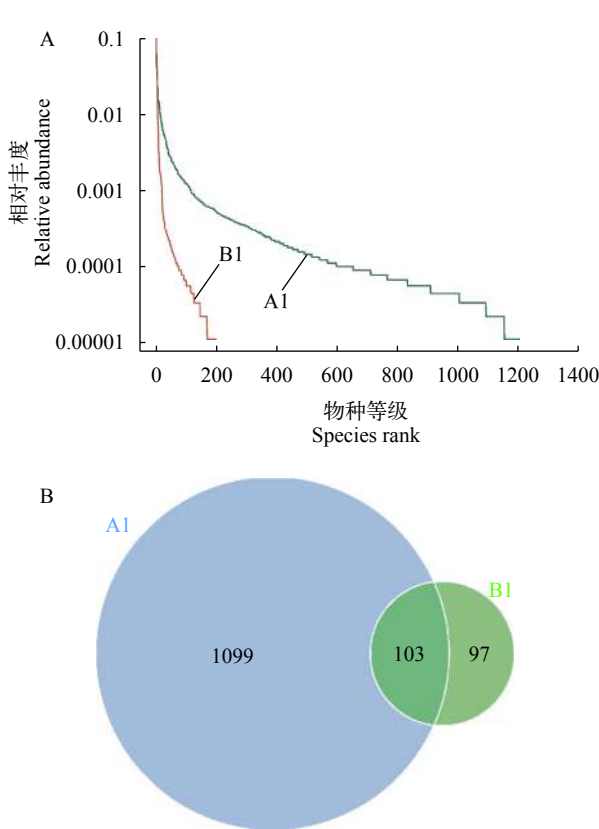 A
0.1
0.01
0.001
0.0001
0.00001
相对丰度
Relative abundance
B1
A1
0 200 400 600 800 1000 1200 1400
物种等级
Species rank
B
A1
B1
1099
103
97